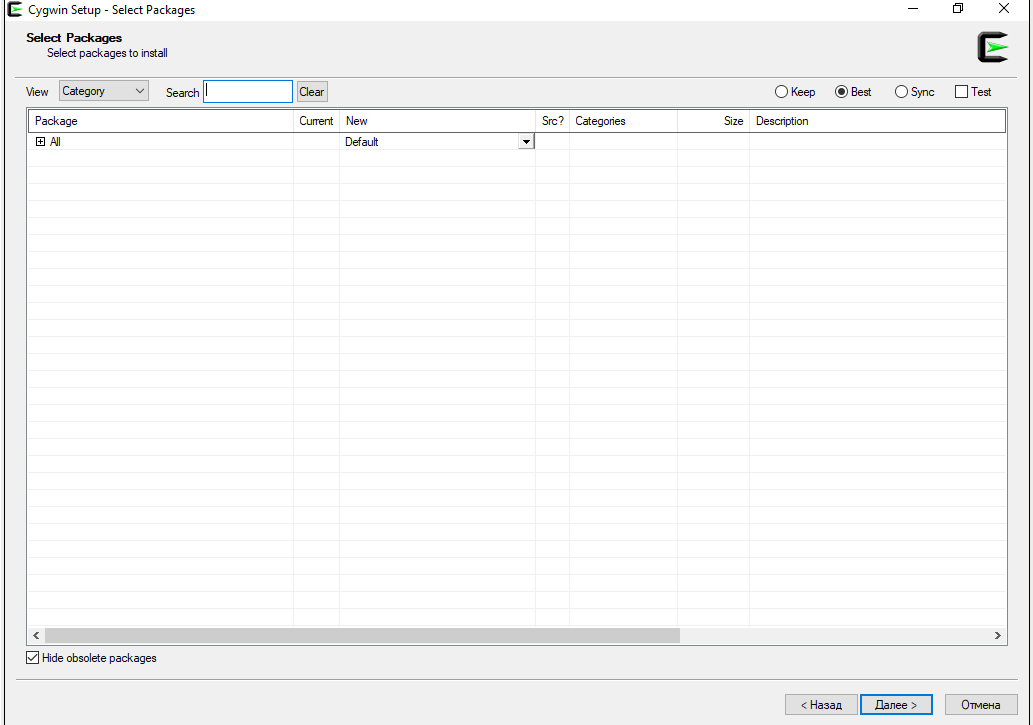 Cygwin Setup - Select Packages
Select Packages
Select packages to install
View Category Search Clear Keep Best Sync Test
Package Current New Src? Categories Size Description
All Default
Hide obsolete packages
< Назад Далее > Отмена